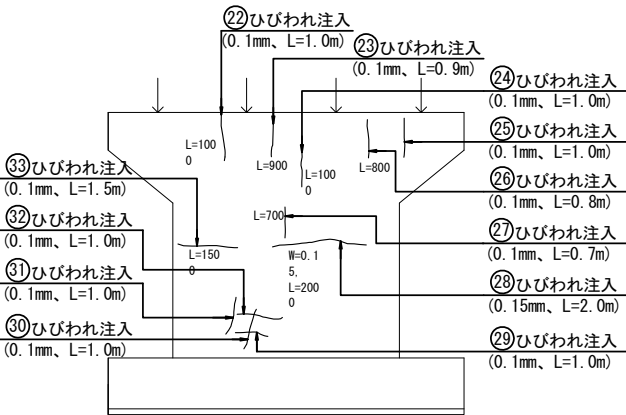 ㉒ひびわれ注入
(0.1mm、L=1.0m)
㉓ひびわれ注入
(0.1mm、L=0.9m)
㉔ひびわれ注入
(0.1mm、L=1.0m)
㉕ひびわれ注入
(0.1mm、L=1.0m)
㉖ひびわれ注入
(0.1mm、L=0.8m)
㉗ひびわれ注入
(0.1mm、L=0.7m)
㉘ひびわれ注入
(0.15mm、L=2.0m)
㉙ひびわれ注入
(0.1mm、L=1.0m)
㉝ひびわれ注入
(0.1mm、L=1.5m)
㉜ひびわれ注入
(0.1mm、L=1.0m)
㉛ひびわれ注入
(0.1mm、L=1.0m)
㉚ひびわれ注入
(0.1mm、L=1.0m)
L=100
0
L=900
L=100
0
L=800
L=700
L=150
0
W=0.1
5,
L=200
0